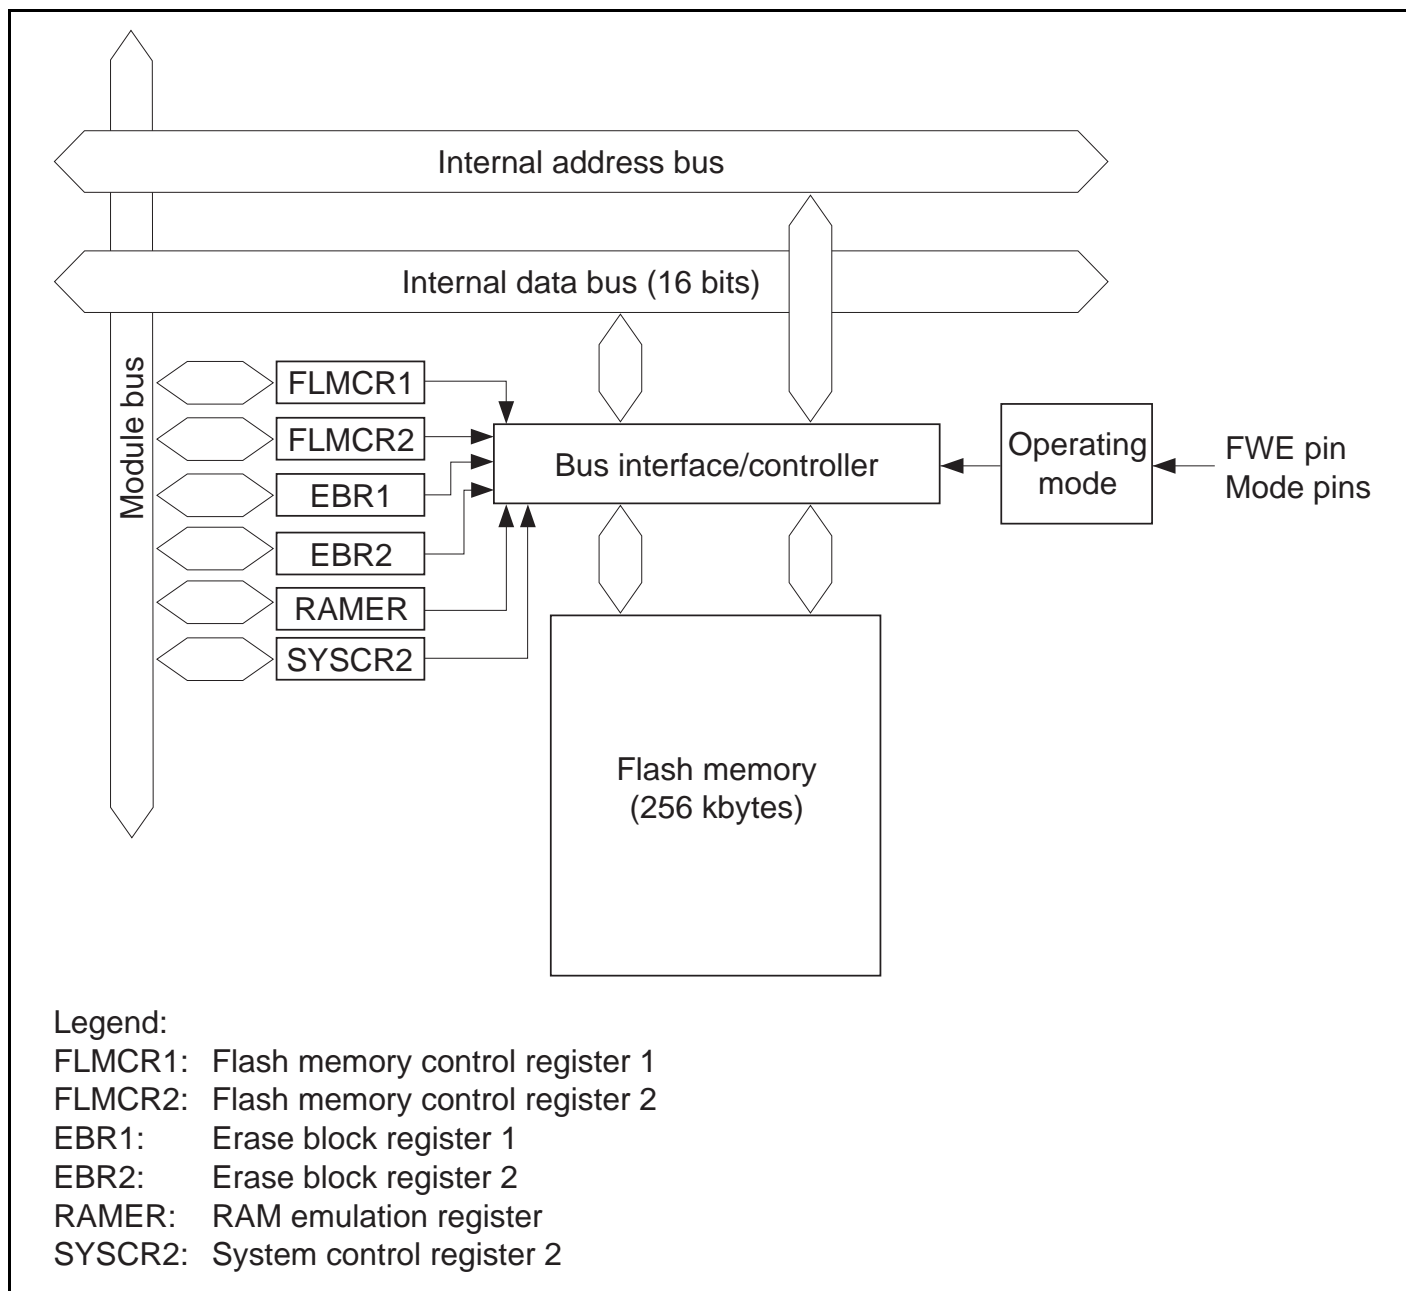 Internal address bus
Internal data bus (16 bits)
Module bus
FLMCR1
FLMCR2
EBR1
EBR2
RAMER
SYSCR2
Bus interface/controller
Operating
mode
FWE pin
Mode pins
Flash memory
(256 kbytes)
Legend:
FLMCR1: Flash memory control register 1
FLMCR2: Flash memory control register 2
EBR1: Erase block register 1
EBR2: Erase block register 2
RAMER: RAM emulation register
SYSCR2: System control register 2